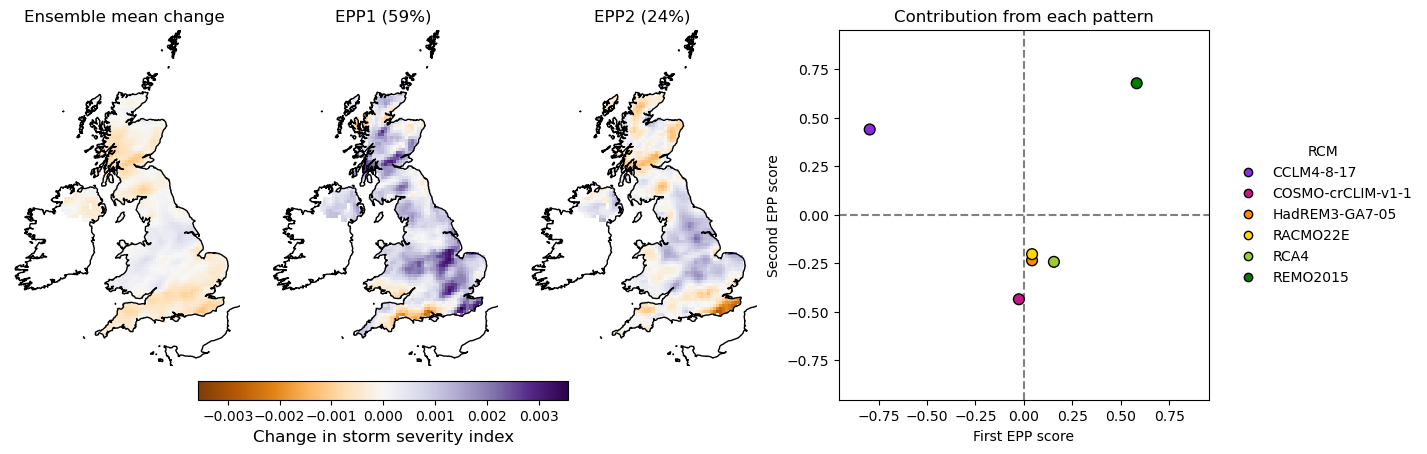 Ensemble mean change
EPP1 (59%)
EPP2 (24%)
Contribution from each pattern
−0.003 −0.002 −0.001 0.000 0.001 0.002 0.003
Change in storm severity index
Second EPP score
0.75
0.50
0.25
0.00
−0.25
−0.50
−0.75
−0.75 −0.50 −0.25 0.00 0.25 0.50 0.75
First EPP score
RCM
CCLM4-8-17
COSMO-crCLIM-v1-1
HadREM3-GA7-05
RACMO22E
RCA4
REMO2015